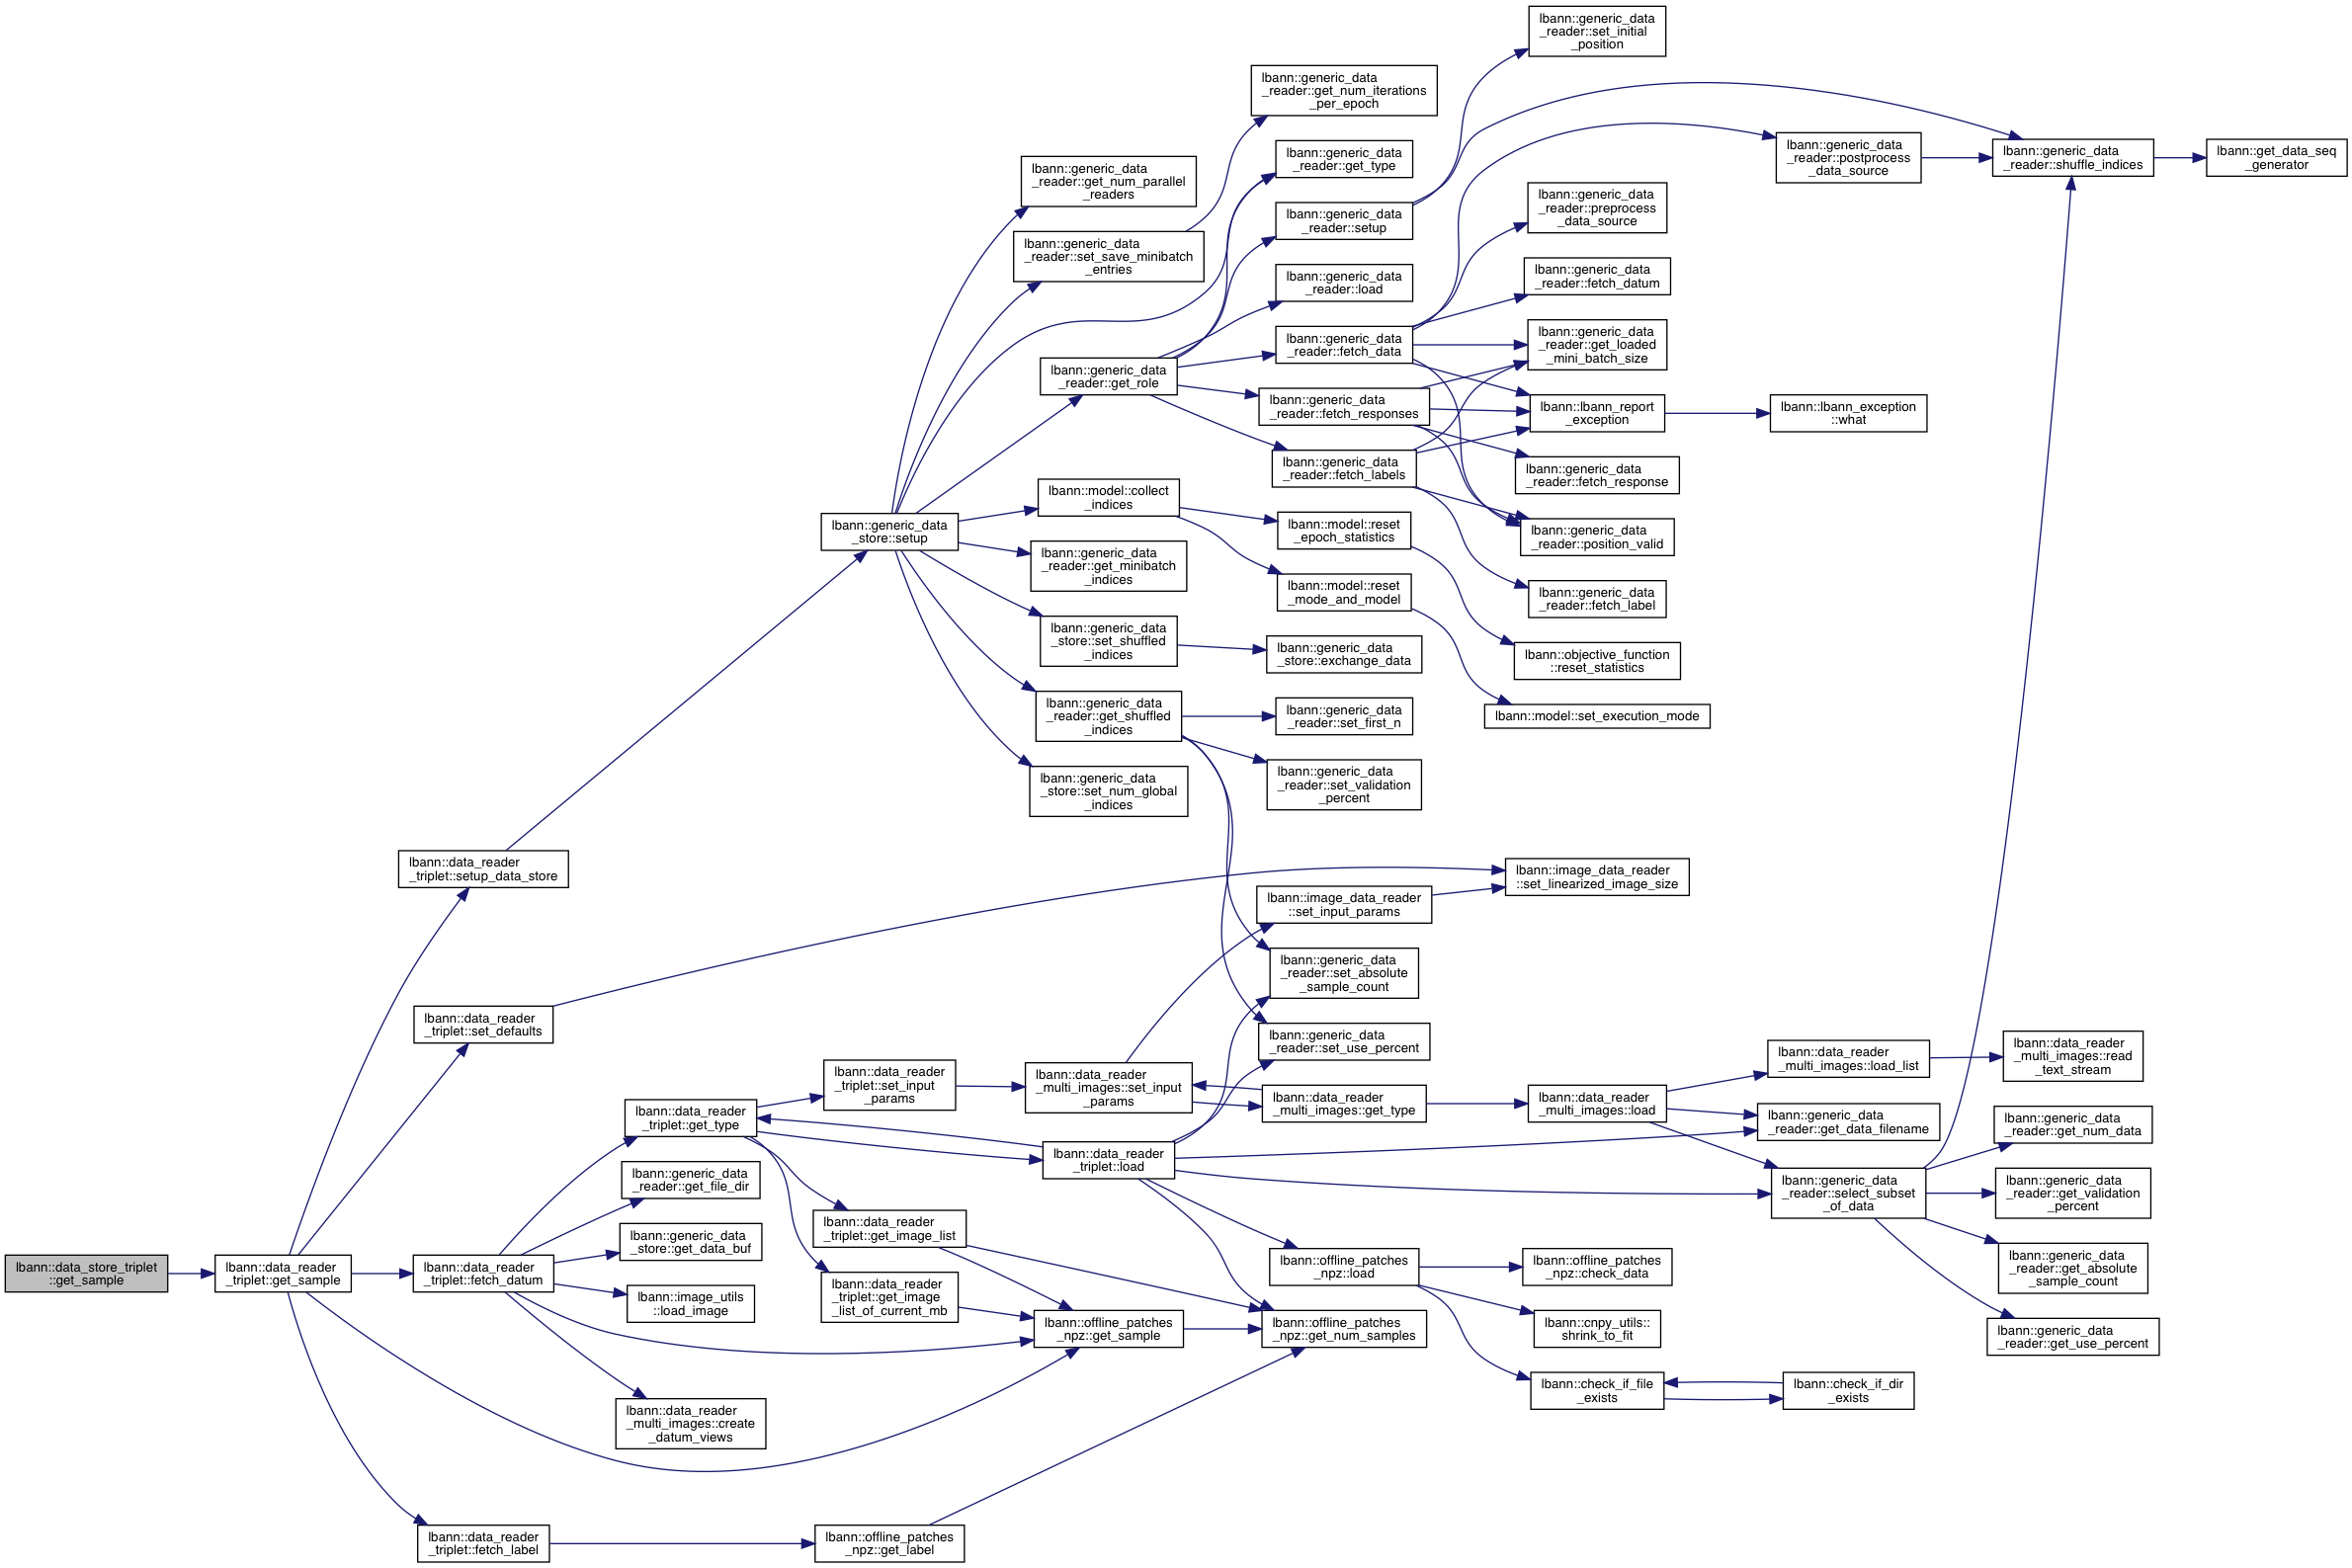 lbann::data_store_triplet
::get_sample
lbann::data_reader
_triplet::get_sample
lbann::data_reader
_triplet::setup_data_store
lbann::data_reader
_triplet::set_defaults
lbann::data_reader
_triplet::fetch_datum
lbann::data_reader
_triplet::fetch_label
lbann::data_reader
_triplet::get_type
lbann::generic_data
_reader::get_file_dir
lbann::generic_data
_store::get_data_buf
lbann::image_utils
::load_image
lbann::data_reader
_multi_images::create
_datum_views
lbann::generic_data
_store::setup
lbann::data_reader
_triplet::set_input
_params
lbann::data_reader
_triplet::get_image_list
lbann::data_reader
_triplet::get_image
_list_of_current_mb
lbann::offline_patches
_npz::get_label
lbann::generic_data
_reader::get_num_parallel
_readers
lbann::generic_data
_reader::set_save_minibatch
_entries
lbann::generic_data
_reader::get_role
lbann::model::collect
_indices
lbann::generic_data
_reader::get_minibatch
_indices
lbann::generic_data
_store::set_shuffled
_indices
lbann::generic_data
_reader::get_shuffled
_indices
lbann::generic_data
_store::set_num_global
_indices
lbann::data_reader
_multi_images::set_input
_params
lbann::data_reader
_triplet::load
lbann::offline_patches
_npz::get_sample
lbann::generic_data
_reader::get_num_iterations
_per_epoch
lbann::generic_data
_reader::get_type
lbann::generic_data
_reader::setup
lbann::generic_data
_reader::load
lbann::generic_data
_reader::fetch_data
lbann::generic_data
_reader::fetch_responses
lbann::generic_data
_reader::fetch_labels
lbann::model::reset
_epoch_statistics
lbann::model::reset
_mode_and_model
lbann::generic_data
_store::exchange_data
lbann::generic_data
_reader::set_first_n
lbann::generic_data
_reader::set_validation
_percent
lbann::image_data_reader
::set_input_params
lbann::generic_data
_reader::set_absolute
_sample_count
lbann::generic_data
_reader::set_use_percent
lbann::data_reader
_multi_images::get_type
lbann::offline_patches
_npz::load
lbann::offline_patches
_npz::get_num_samples
lbann::generic_data
_reader::set_initial
_position
lbann::generic_data
_reader::preprocess
_data_source
lbann::generic_data
_reader::fetch_datum
lbann::generic_data
_reader::get_loaded
_mini_batch_size
lbann::lbann_report
_exception
lbann::generic_data
_reader::fetch_response
lbann::generic_data
_reader::position_valid
lbann::generic_data
_reader::fetch_label
lbann::objective_function
::reset_statistics
lbann::model::set_execution_mode
lbann::image_data_reader
::set_linearized_image_size
lbann::data_reader
_multi_images::load
lbann::offline_patches
_npz::check_data
lbann::cnpy_utils::
shrink_to_fit
lbann::check_if_file
_exists
lbann::generic_data
_reader::postprocess
_data_source
lbann::lbann_exception
::what
lbann::data_reader
_multi_images::load_list
lbann::generic_data
_reader::get_data_filename
lbann::generic_data
_reader::select_subset
_of_data
lbann::check_if_dir
_exists
lbann::generic_data
_reader::shuffle_indices
lbann::data_reader
_multi_images::read
_text_stream
lbann::generic_data
_reader::get_num_data
lbann::generic_data
_reader::get_validation
_percent
lbann::generic_data
_reader::get_absolute
_sample_count
lbann::generic_data
_reader::get_use_percent
lbann::get_data_seq
_generator